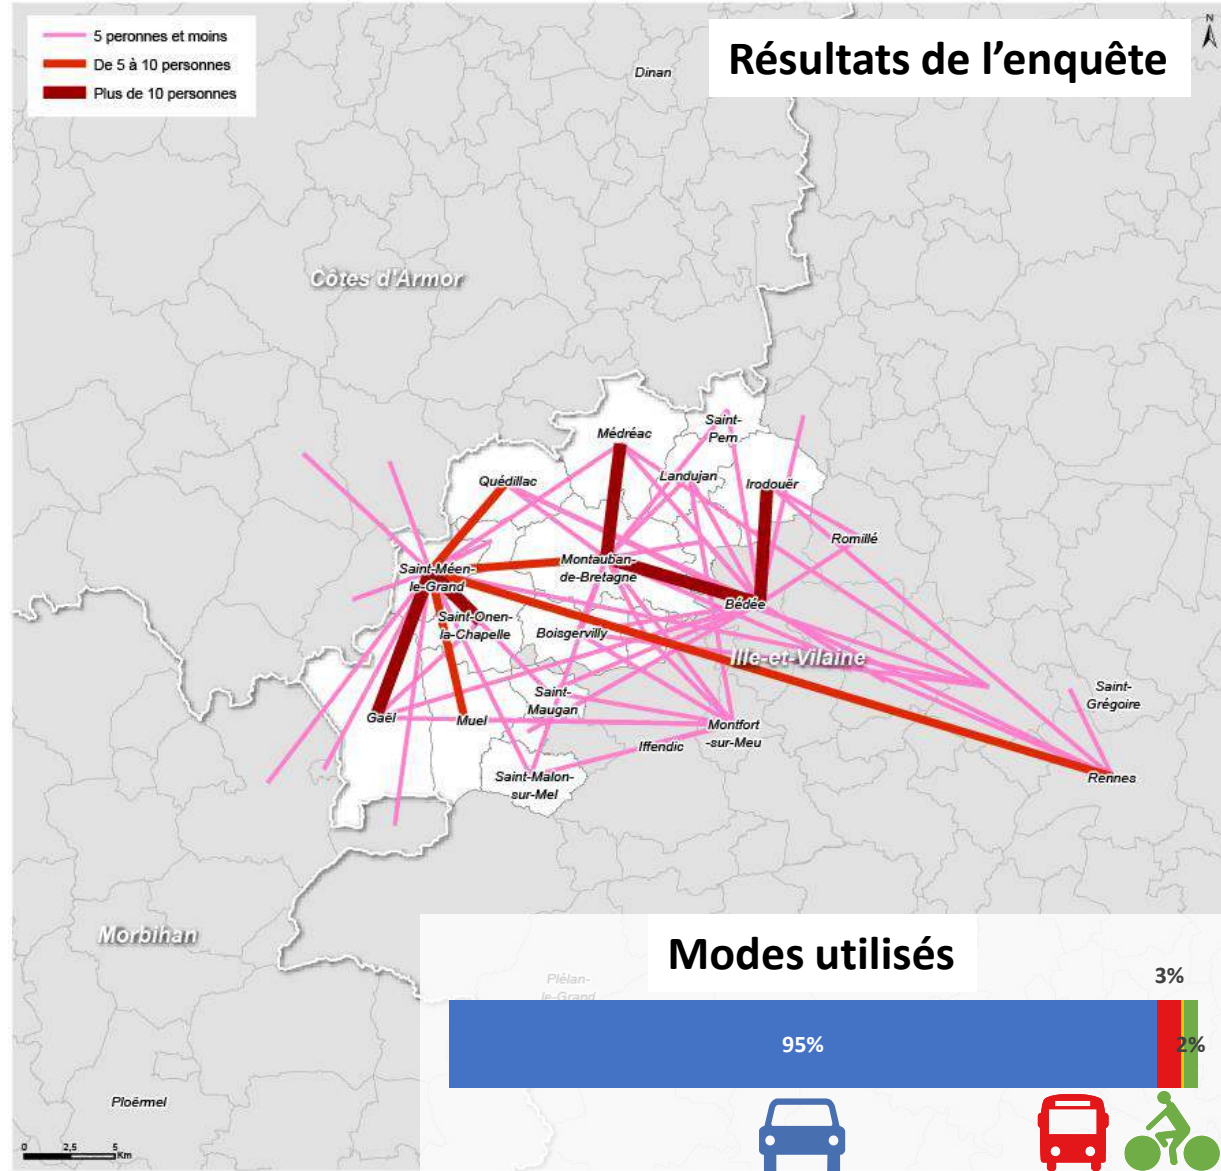 5 peronnes et moins
De 5 à 10 personnes
Plus de 10 personnes
Résultats de l'enquête
N
Dinan
Côtes d'Armor
Médréac
Saint-
Pern
Quédillac
Landujan
Irodouër
Romillé
Saint-Méen-
le-Grand
Montauban-
de-Bretagne
Bédée
Saint-Onen-
la-Chapelle
Boisgervilly
Ille-et-Vilaine
Saint-
Maugan
Saint-
Grégoire
Gaël
Muel
Montfort
-sur-Meu
Iffendic
Saint-Malon-
sur-Mel
Rennes
Morbihan
Modes utilisés
Plélan-
le-Grand
3%
95%
2%
Ploërmel
0 2,5 5
Km